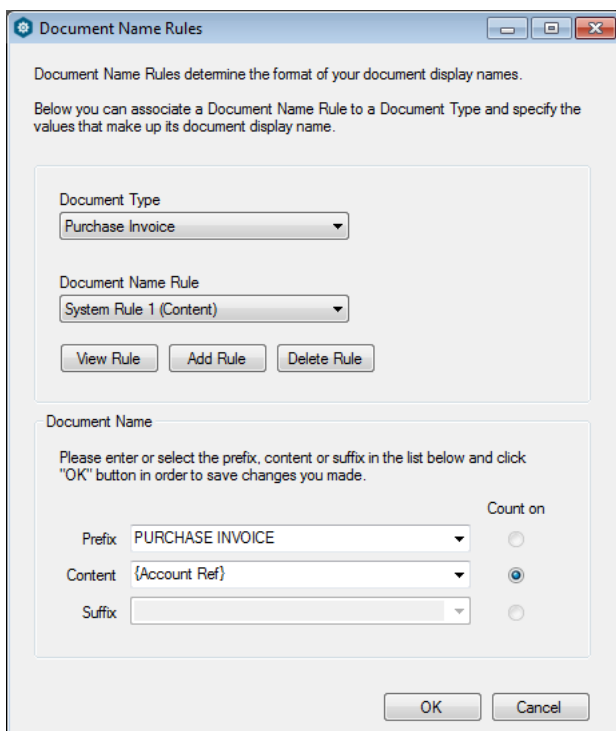 Document Name Rules
Document Name Rules determine the format of your document display names.
Below you can associate a Document Name Rule to a Document Type and specify the
values that make up its document display name.
Document Type
Purchase Invoice
Document Name Rule
System Rule 1 (Content)
View Rule Add Rule Delete Rule
Document Name
Please enter or select the prefix, content or suffix in the list below and click
"OK" button in order to save changes you made.
Count on
Prefix PURCHASE INVOICE
Content {Account Ref}
Suffix
OK Cancel